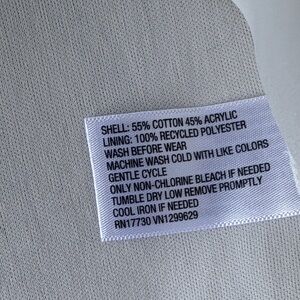 SHELL: 55% COTTON 45% ACRYLIC
LINING: 100% RECYCLED POLYESTER
WASH BEFORE WEAR
MACHINE WASH COLD WITH LIKE COLORS
GENTLE CYCLE
ONLY NON-CHLORINE BLEACH IF NEEDED
TUMBLE DRY LOW REMOVE PROMPTLY
COOL IRON IF NEEDED
RN17730 VN1299629